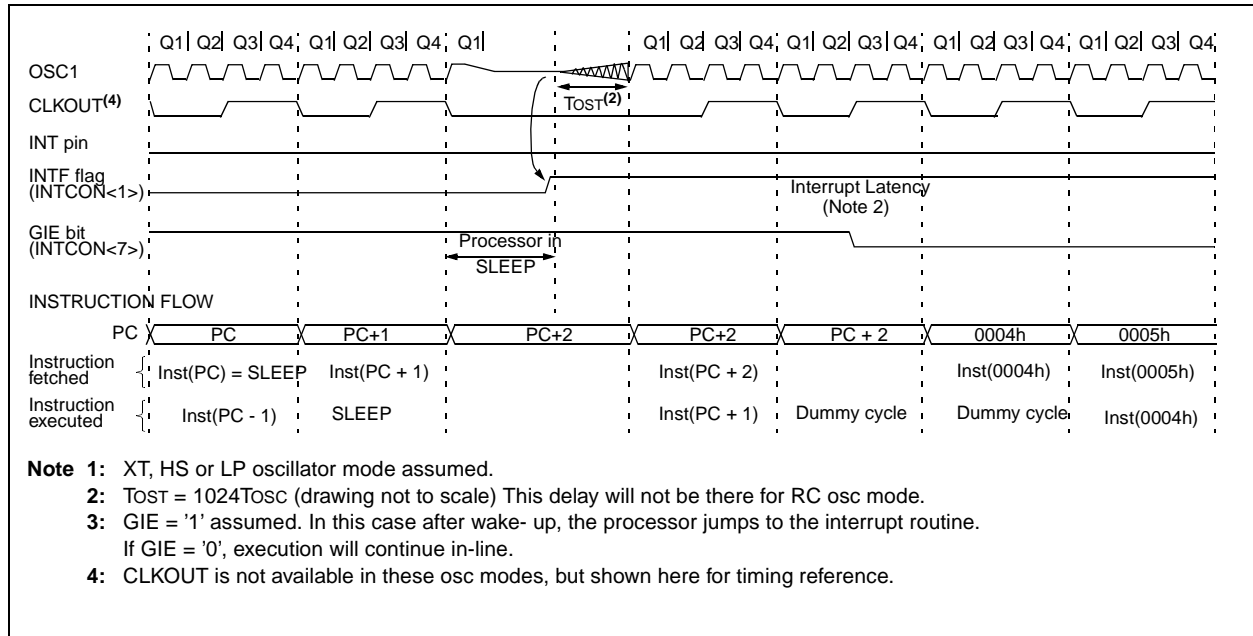 Q1 Q2 Q3 Q4 Q1 Q2 Q3 Q4 Q1 Q1 Q2 Q3 Q4 Q1 Q2 Q3 Q4 Q1 Q2 Q3 Q4 Q1 Q2 Q3 Q4
OSC1
CLKOUT(4)
TOST(2)
INT pin
INTF flag
(INTCON<1>)
Interrupt Latency
(Note 2)
GIE bit
(INTCON<7>)
Processor in
SLEEP
INSTRUCTION FLOW
PC PC PC+1 PC+2 PC+2 PC + 2 0004h 0005h
Instruction
fetched
Inst(PC) = SLEEP Inst(PC + 1) Inst(PC + 2) Inst(0004h) Inst(0005h)
Instruction
executed
Inst(PC - 1) SLEEP Inst(PC + 1) Dummy cycle Dummy cycle Inst(0004h)
Note 1: XT, HS or LP oscillator mode assumed.
2: TOST = 1024TOSC (drawing not to scale) This delay will not be there for RC osc mode.
3: GIE = '1' assumed. In this case after wake- up, the processor jumps to the interrupt routine.
If GIE = '0', execution will continue in-line.
4: CLKOUT is not available in these osc modes, but shown here for timing reference.